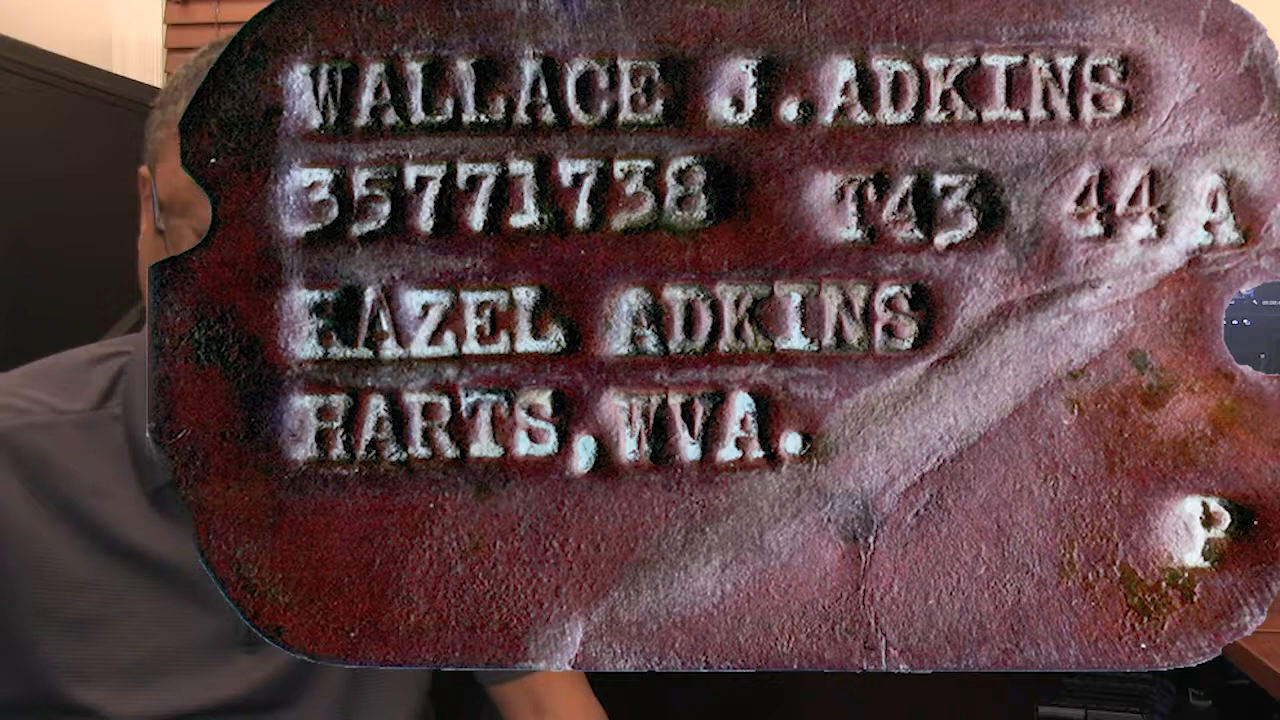 WALLACE J.ADKINS
35771738 T43 44 A
HAZEL ADKINS
HARTS,WVA.
P